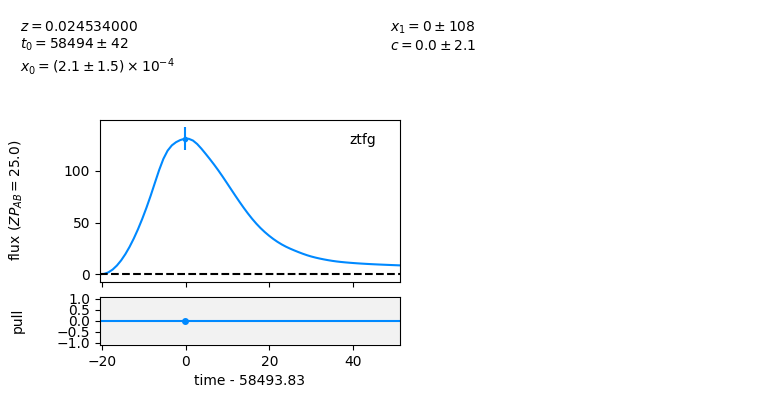 z = 0.024534000
t₀ = 58494 ± 42
x₀ = (2.1 ± 1.5) × 10⁻⁴
x₁ = 0 ± 108
c = 0.0 ± 2.1
flux (ZP_AB = 25.0)
100
50
0
ztfg
pull
1.0
0.5
0.0
−0.5
−1.0
−20 0 20 40
time - 58493.83